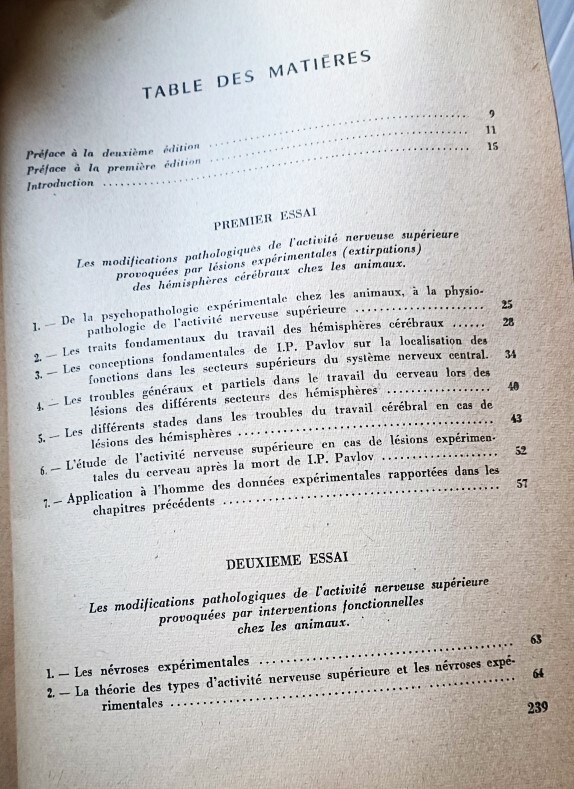 TABLE DES MATIÈRES
Préface à la deuxième édition ........ 9
Préface à la première édition ........ 11
Introduction ........ 15
PREMIER ESSAI
Les modifications pathologiques de l'activité nerveuse supérieure
provoquées par lésions expérimentales (extirpations)
des hémisphères cérébraux chez les animaux.
1. — De la psychopathologie expérimentale chez les animaux, à la physio-
pathologie de l'activité nerveuse supérieure ........ 25
2. — Les traits fondamentaux du travail des hémisphères cérébraux ...... 28
3. — Les conceptions fondamentales de I.P. Pavlov sur la localisation des
fonctions dans les secteurs supérieurs du système nerveux central. 34
4. — Les troubles généraux et partiels dans le travail du cerveau lors des
lésions des différents secteurs des hémisphères ........ 40
5. — Les différents stades dans les troubles du travail cérébral en cas de
lésions des hémisphères ........ 43
6. — L'étude de l'activité nerveuse supérieure en cas de lésions expérimen-
tales du cerveau après la mort de I.P. Pavlov ........ 52
7. — Application à l'homme des données expérimentales rapportées dans les
chapitres précédents ........ 57
DEUXIEME ESSAI
Les modifications pathologiques de l'activité nerveuse supérieure
provoquées par interventions fonctionnelles
chez les animaux.
1. — Les névroses expérimentales ........ 63
2. — La théorie des types d'activité nerveuse supérieure et les névroses expé-
rimentales ........ 64
239